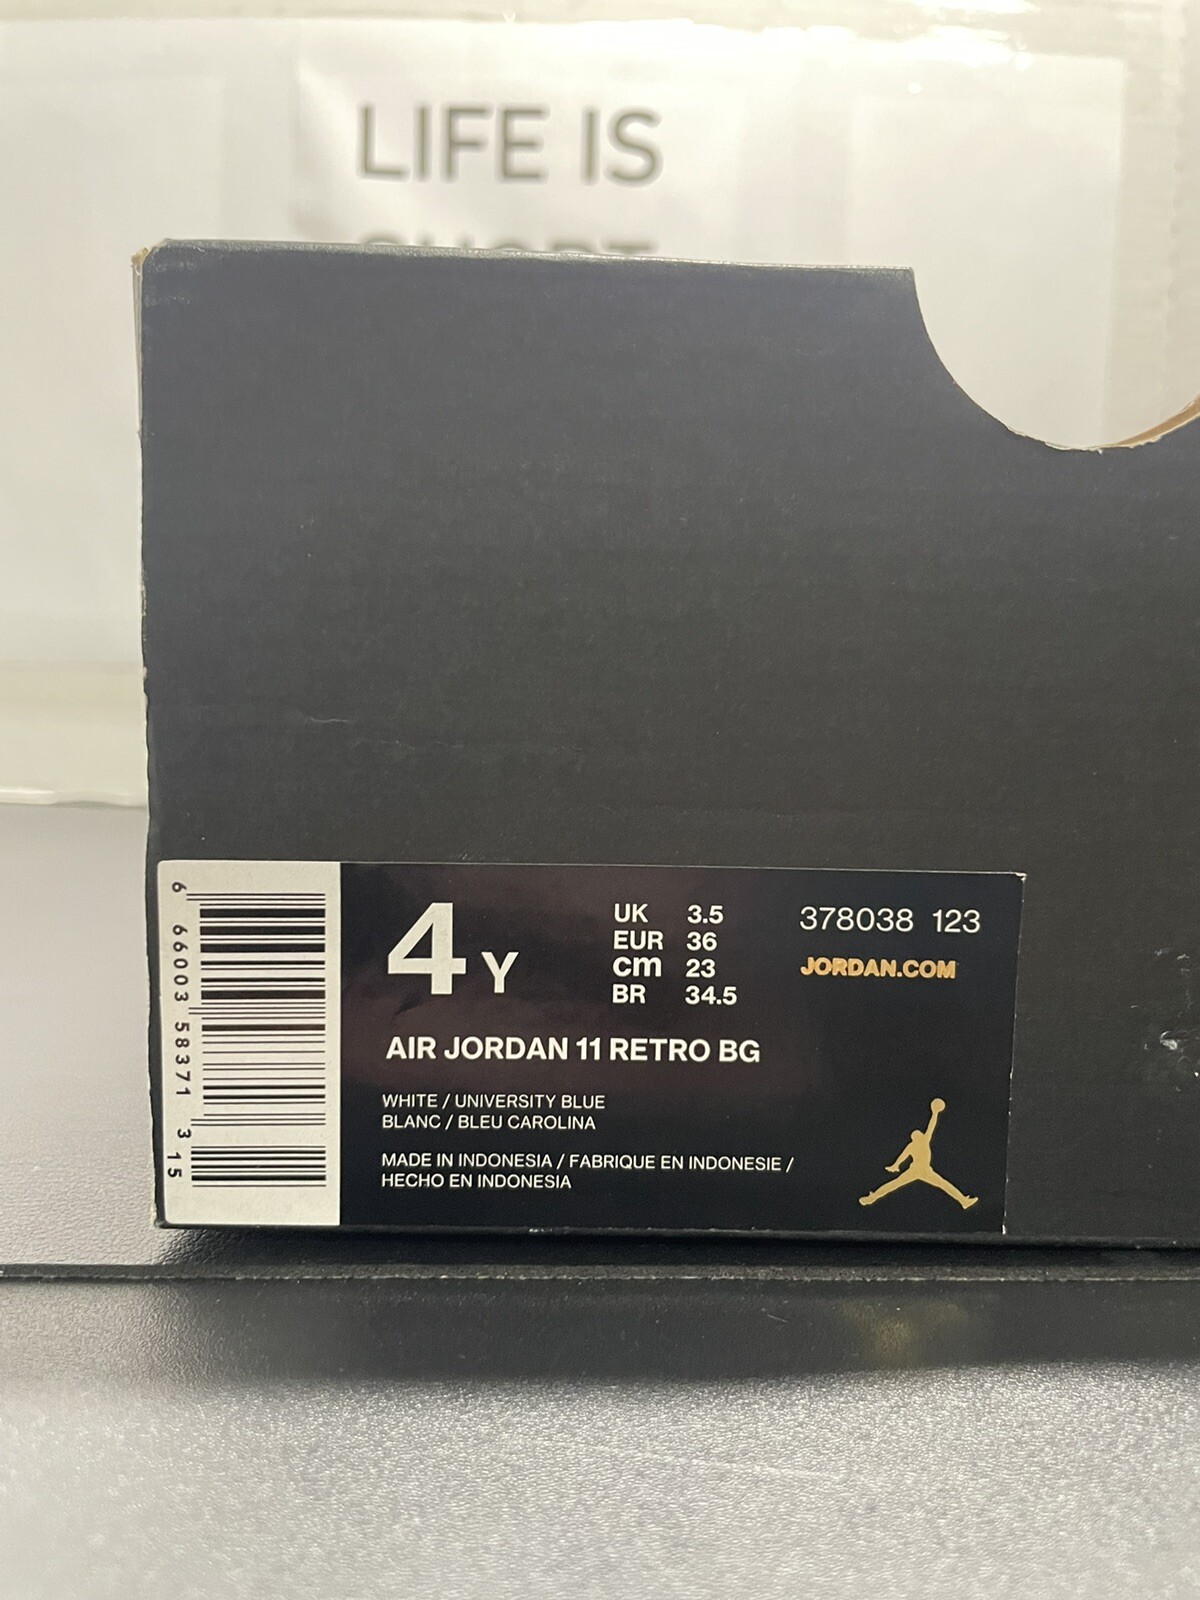 LIFE IS
SHORT
4Y
UK 3.5
EUR 36
cm 23
BR 34.5
378038 123
JORDAN.COM
AIR JORDAN 11 RETRO BG
WHITE / UNIVERSITY BLUE
BLANC / BLEU CAROLINA
MADE IN INDONESIA / FABRIQUE EN INDONESIE /
HECHO EN INDONESIA
6 66003 58371 3 15